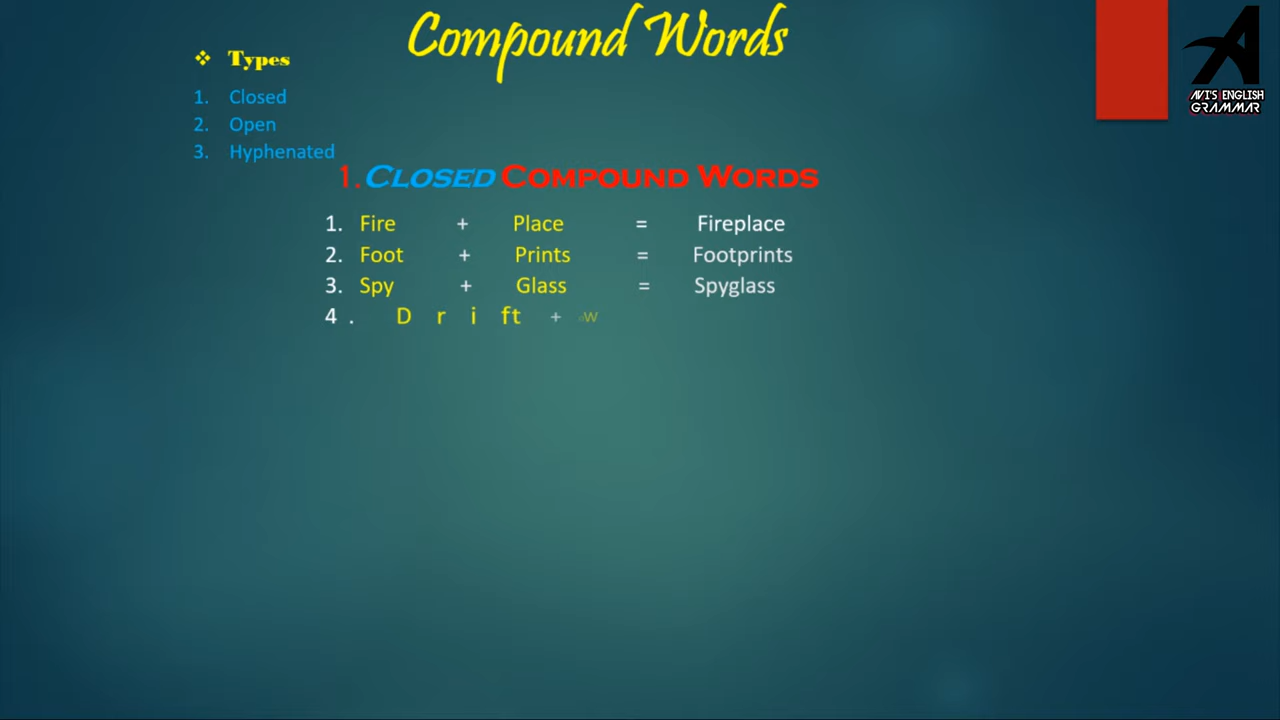 Compound Words
❖ Types
1. Closed
2. Open
3. Hyphenated
1. Closed Compound Words
1. Fire + Place = Fireplace
2. Foot + Prints = Footprints
3. Spy + Glass = Spyglass
4. Drift + W
AVI'S ENGLISH
GRAMMAR